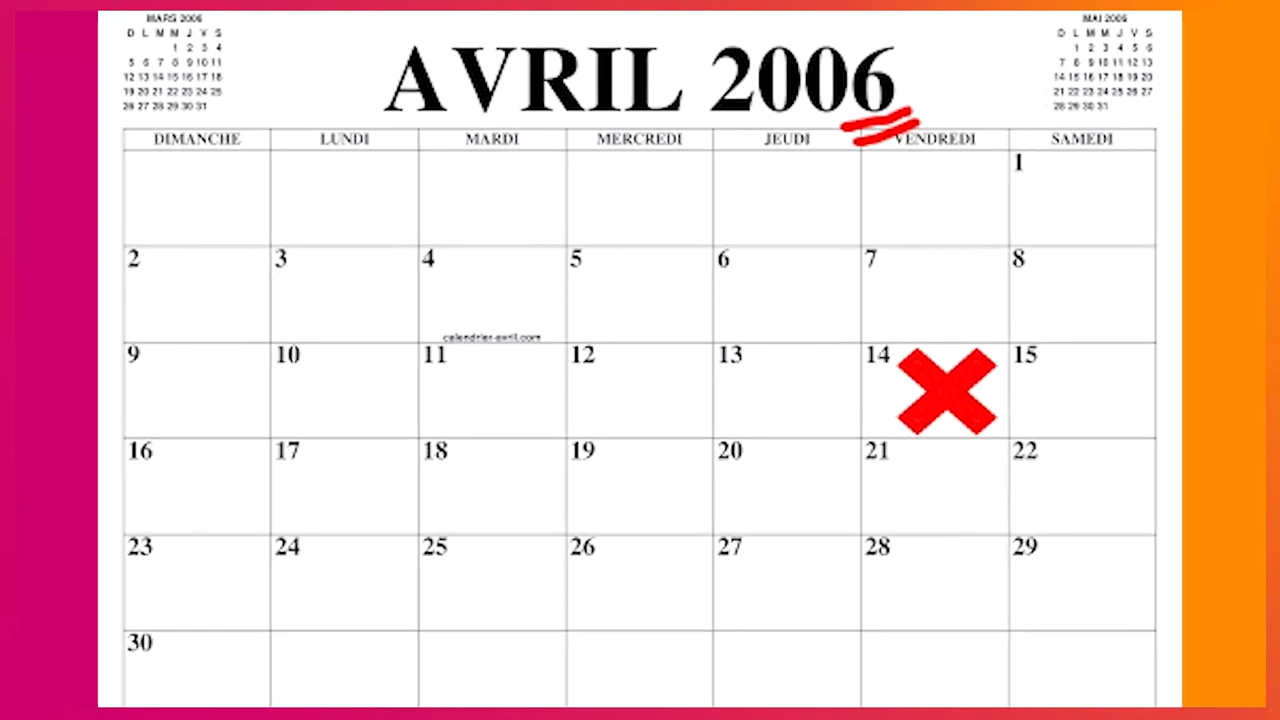 MARS 2006
D L M M J V S
1 2 3 4
5 6 7 8 9 10 11
12 13 14 15 16 17 18
19 20 21 22 23 24 25
26 27 28 29 30 31
AVRIL 2006
MAI 2006
D L M M J V S
1 2 3 4 5 6
7 8 9 10 11 12 13
14 15 16 17 18 19 20
21 22 23 24 25 26 27
28 29 30 31
DIMANCHE LUNDI MARDI MERCREDI JEUDI VENDREDI SAMEDI
1
2 3 4 5 6 7 8
calendrier-avril.com
9 10 11 12 13 14 15
16 17 18 19 20 21 22
23 24 25 26 27 28 29
30